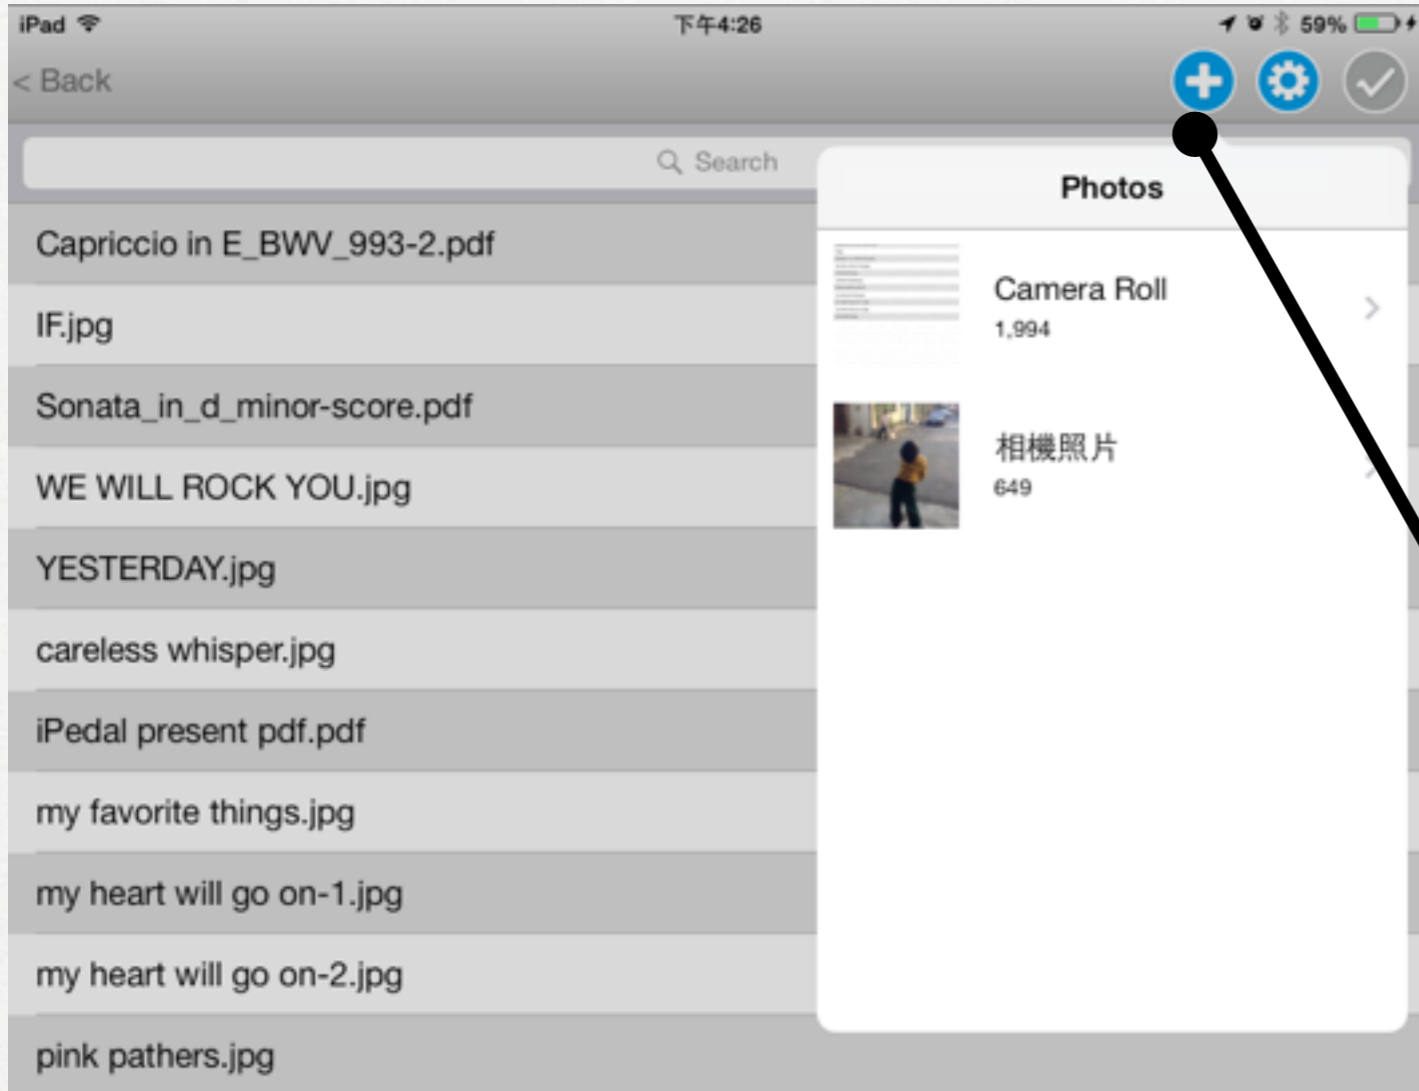 iPad 下午4:26 59%
< Back
Search
Photos
Capriccio in E_BWV_993-2.pdf
IF.jpg
Sonata_in_d_minor-score.pdf
WE WILL ROCK YOU.jpg
YESTERDAY.jpg
careless whisper.jpg
iPedal present pdf.pdf
my favorite things.jpg
my heart will go on-1.jpg
my heart will go on-2.jpg
pink pathers.jpg
Camera Roll
1,994
相機照片
649